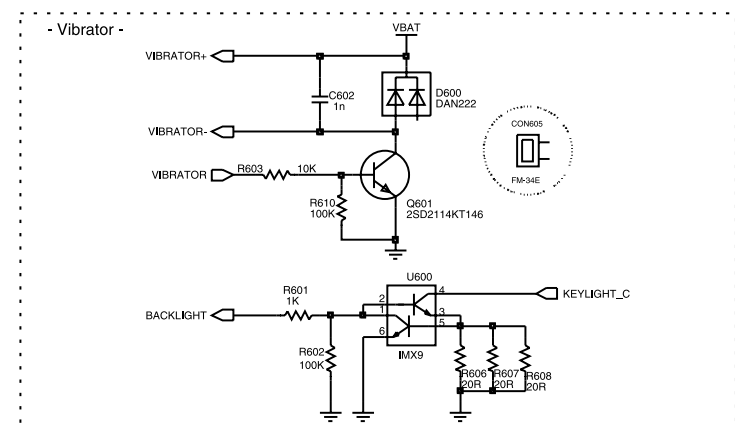 - Vibrator -
VBAT
VIBRATOR+
C602
1n
D600
DAN222
CON605
FM-34E
VIBRATOR-
VIBRATOR
R603
10K
R610
100K
Q601
2SD2114KT146
U600
R601
1K
2
1
6
4
3
5
KEYLIGHT_C
BACKLIGHT
IMX9
R602
100K
R606
20R
R607
20R
R608
20R